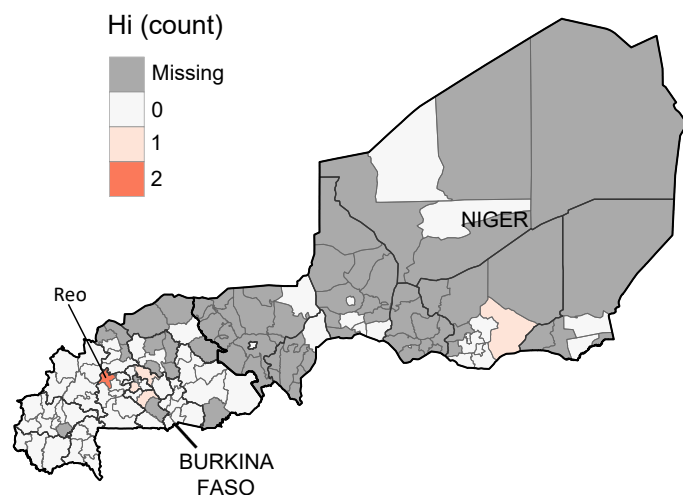 Hi (count)
Missing
0
1
2
NIGER
Reo
BURKINA
FASO